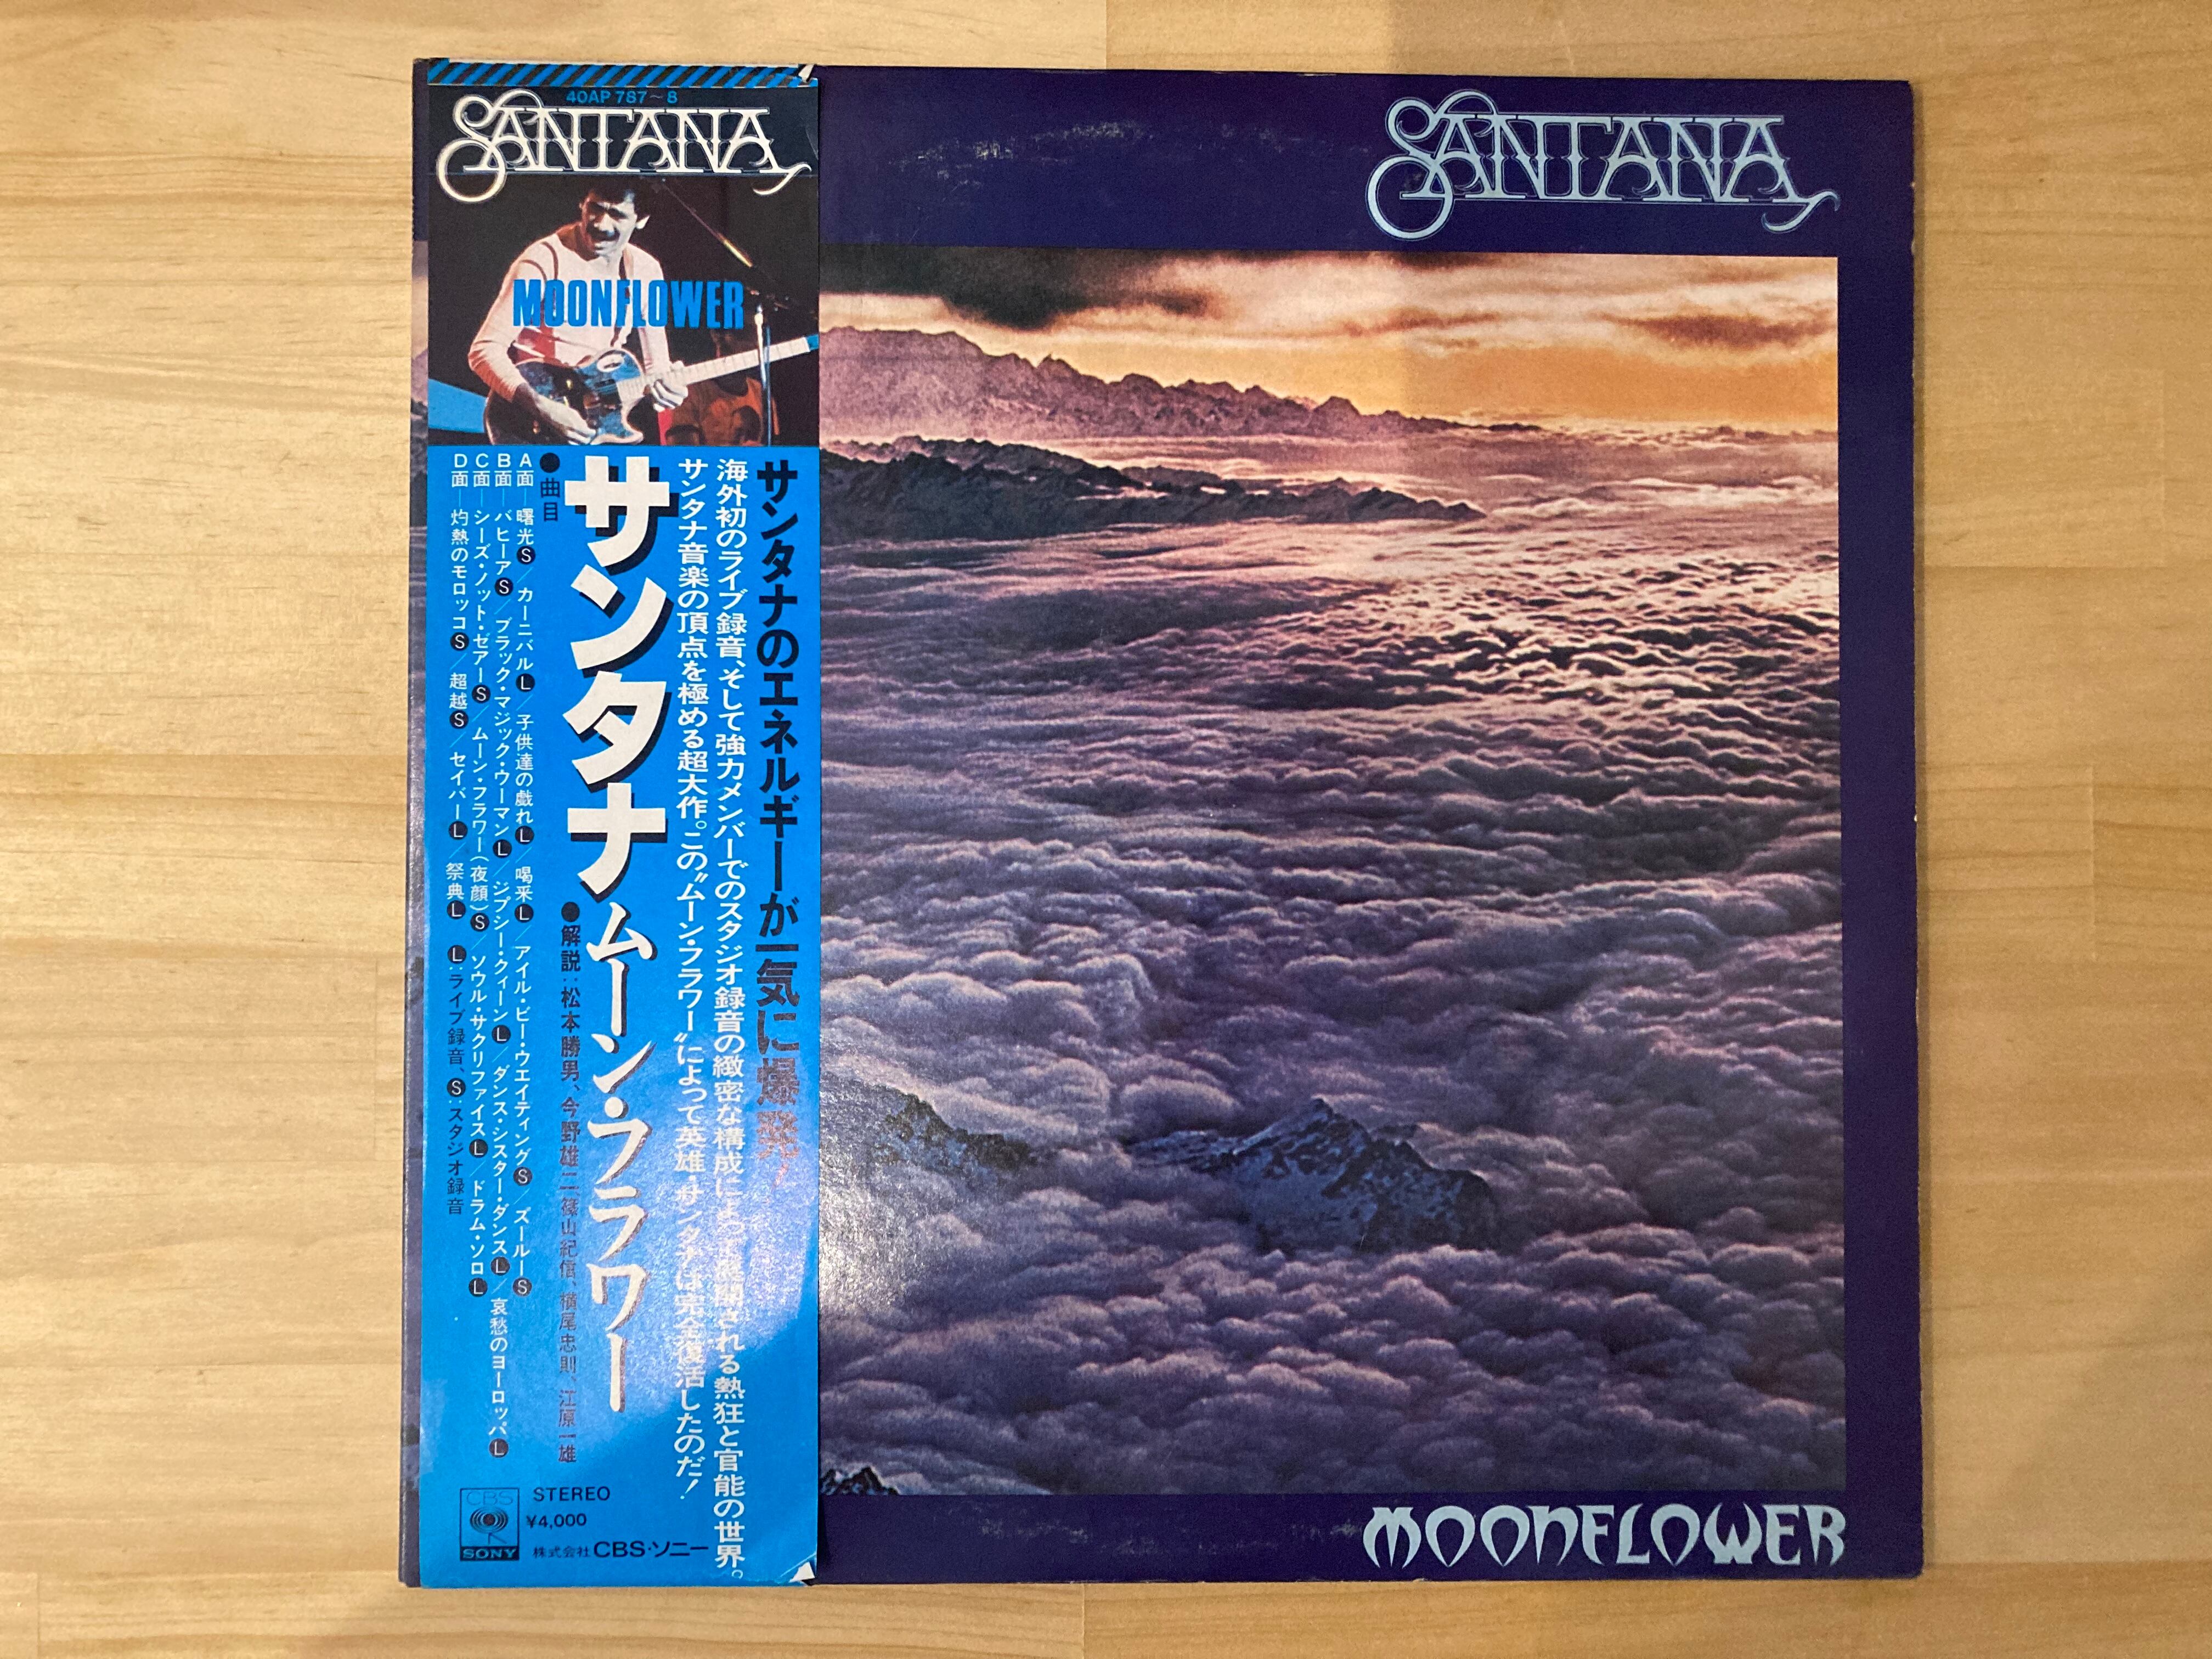 40AP 787~8
SANTANA
MOONFLOWER
サンタナのエネルギーが一気に爆発!
海外初のライブ録音、そして強力メンバーでのスタジオ録音の緻密な構成によって展開される熱狂と官能の世界。
サンタナ音楽の頂点を極める超大作。この〝ムーン・フラワー〟によって英雄・サンタナは完全復活したのだ!
サンタナ
ムーン・フラワー
●解説:松本勝男、今野雄二、篠山紀信、横尾忠則、江原一雄
●曲目
A面—曙光Ⓢ/カーニバルⓁ/子供達の戯れⓁ/喝采Ⓛ/アイル・ビー・ウエイティングⓈ/ズールーⓈ
B面—バヒーアⓈ/ブラック・マジック・ウーマンⓁ/ジプシー・クィーンⓁ/ダンス・シスター・ダンスⓁ/哀愁のヨーロッパⓁ
C面—シーズ・ノット・ゼアーⓈ/ムーン・フラワー(夜顔)Ⓢ/ソウル・サクリファイスⓁ/ドラム・ソロⓁ
D面—灼熱のモロッコⓈ/超越Ⓢ/セイバーⓁ/祭典Ⓛ Ⓛ:ライブ録音、Ⓢ:スタジオ録音
CBS
SONY
STEREO
¥4,000
株式会社CBS・ソニー
SANTANA
MOONFLOWER